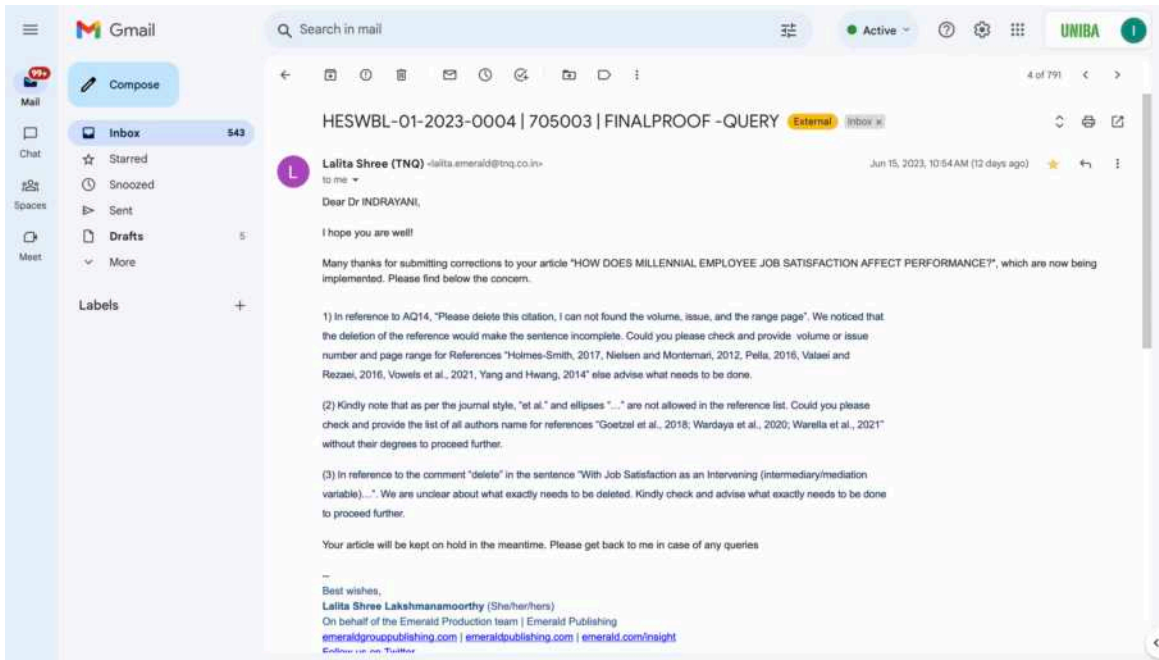 Gmail
Search in mail
Active
UNIBA
I
99+
Mail
Compose
4 of 791
Inbox 543
HESWBL-01-2023-0004 | 705003 | FINALPROOF -QUERY External Inbox x
Chat
Starred
Snoozed
L
Lalita Shree (TNQ) <lalita.emerald@tnq.co.in>
Jun 15, 2023, 10:54 AM (12 days ago)
to me
Spaces
Sent
Dear Dr INDRAYANI,
Drafts 5
I hope you are well!
Meet
More
Many thanks for submitting corrections to your article "HOW DOES MILLENNIAL EMPLOYEE JOB SATISFACTION AFFECT PERFORMANCE?", which are now being
implemented. Please find below the concern.
Labels
1) In reference to AQ14, "Please delete this citation, I can not found the volume, issue, and the range page". We noticed that
the deletion of the reference would make the sentence incomplete. Could you please check and provide volume or issue
number and page range for References "Holmes-Smith, 2017, Nielsen and Montemari, 2012, Pella, 2016, Valaei and
Rezaei, 2016, Vowels et al., 2021, Yang and Hwang, 2014" else advise what needs to be done.
(2) Kindly note that as per the journal style, "et al." and ellipses "…" are not allowed in the reference list. Could you please
check and provide the list of all authors name for references "Goetzel et al., 2018; Wardaya et al., 2020; Warella et al., 2021"
without their degrees to proceed further.
(3) In reference to the comment "delete" in the sentence "With Job Satisfaction as an Intervening (intermediary/mediation
variable)…". We are unclear about what exactly needs to be deleted. Kindly check and advise what exactly needs to be done
to proceed further.
Your article will be kept on hold in the meantime. Please get back to me in case of any queries
--
Best wishes,
Lalita Shree Lakshmanamoorthy (She/her/hers)
On behalf of the Emerald Production team | Emerald Publishing
emeraldgrouppublishing.com | emeraldpublishing.com | emerald.com/insight
Follow us on Twitter